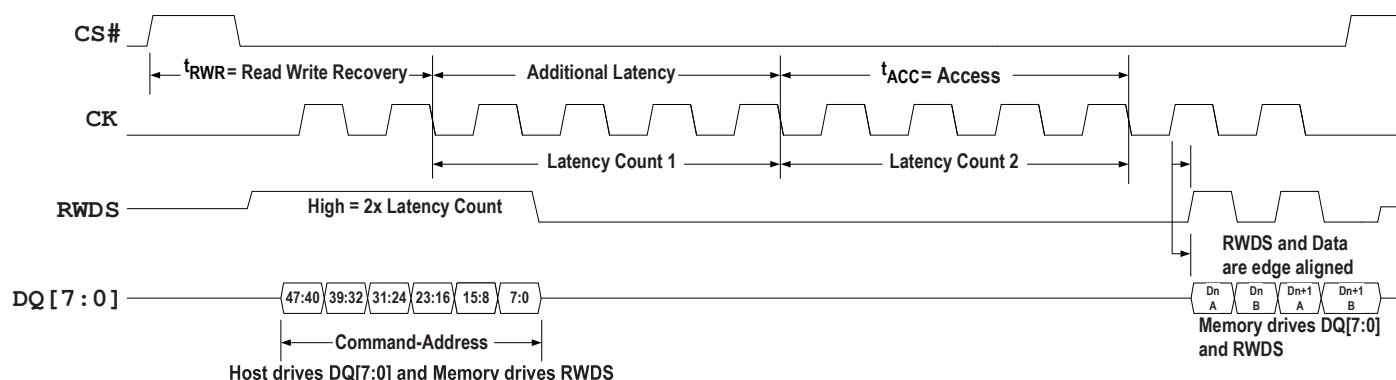 CS#
tRWR= Read Write Recovery
Additional Latency
tACC= Access
CK
Latency Count 1
Latency Count 2
RWDS
High = 2x Latency Count
RWDS and Data
are edge aligned
DQ[7:0]
47:40 39:32 31:24 23:16 15:8 7:0
Dn A
Dn B
Dn+1 A
Dn+1 B
Command-Address
Memory drives DQ[7:0]
and RWDS
Host drives DQ[7:0] and Memory drives RWDS